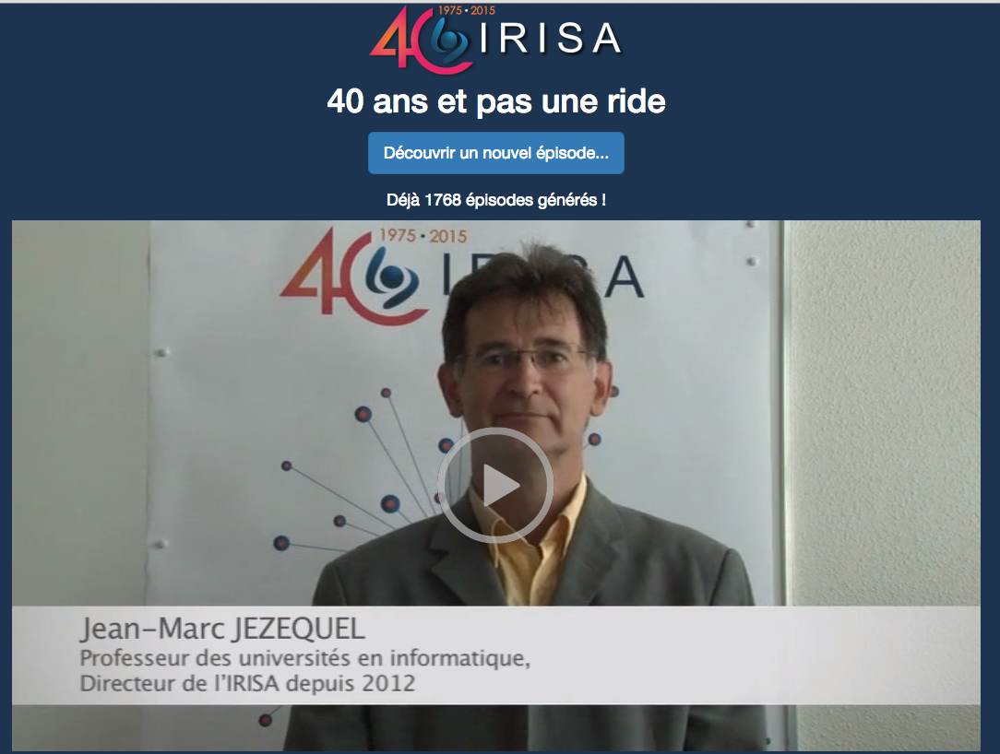 1975 • 2015
40 IRISA
40 ans et pas une ride
Découvrir un nouvel épisode...
Déjà 1768 épisodes générés !
1975 • 2015
40 I A
Jean-Marc JEZEQUEL
Professeur des universités en informatique,
Directeur de l'IRISA depuis 2012